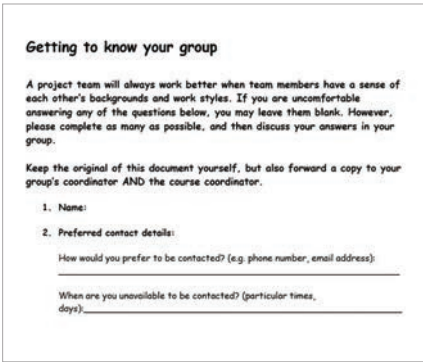 Getting to know your group
A project team will always work better when team members have a sense of
each other's backgrounds and work styles. If you are uncomfortable
answering any of the questions below, you may leave them blank. However,
please complete as many as possible, and then discuss your answers in your
group.
Keep the original of this document yourself, but also forward a copy to your
group's coordinator AND the course coordinator.
1. Name:
2. Preferred contact details:
How would you prefer to be contacted? (e.g. phone number, email address):
When are you unavailable to be contacted? (particular times,
days):